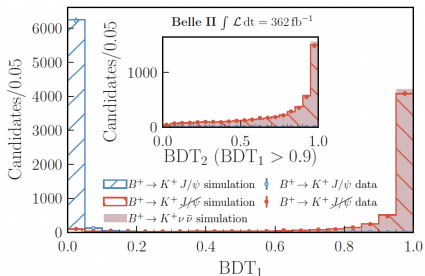 Belle II ∫ ℒ dt = 362 fb⁻¹
Candidates/0.05
6000
5000
4000
3000
2000
1000
0
Candidates/0.05
1000
0
0.0 0.5 1.0
BDT₂ (BDT₁ > 0.9)
B⁺ → K⁺ J/ψ simulation
B⁺ → K⁺ J/ψ data
B⁺ → K⁺ J̸/̸ψ̸ simulation
B⁺ → K⁺ J̸/̸ψ̸ data
B⁺ → K⁺ν ν̄ simulation
0.0 0.2 0.4 0.6 0.8 1.0
BDT₁